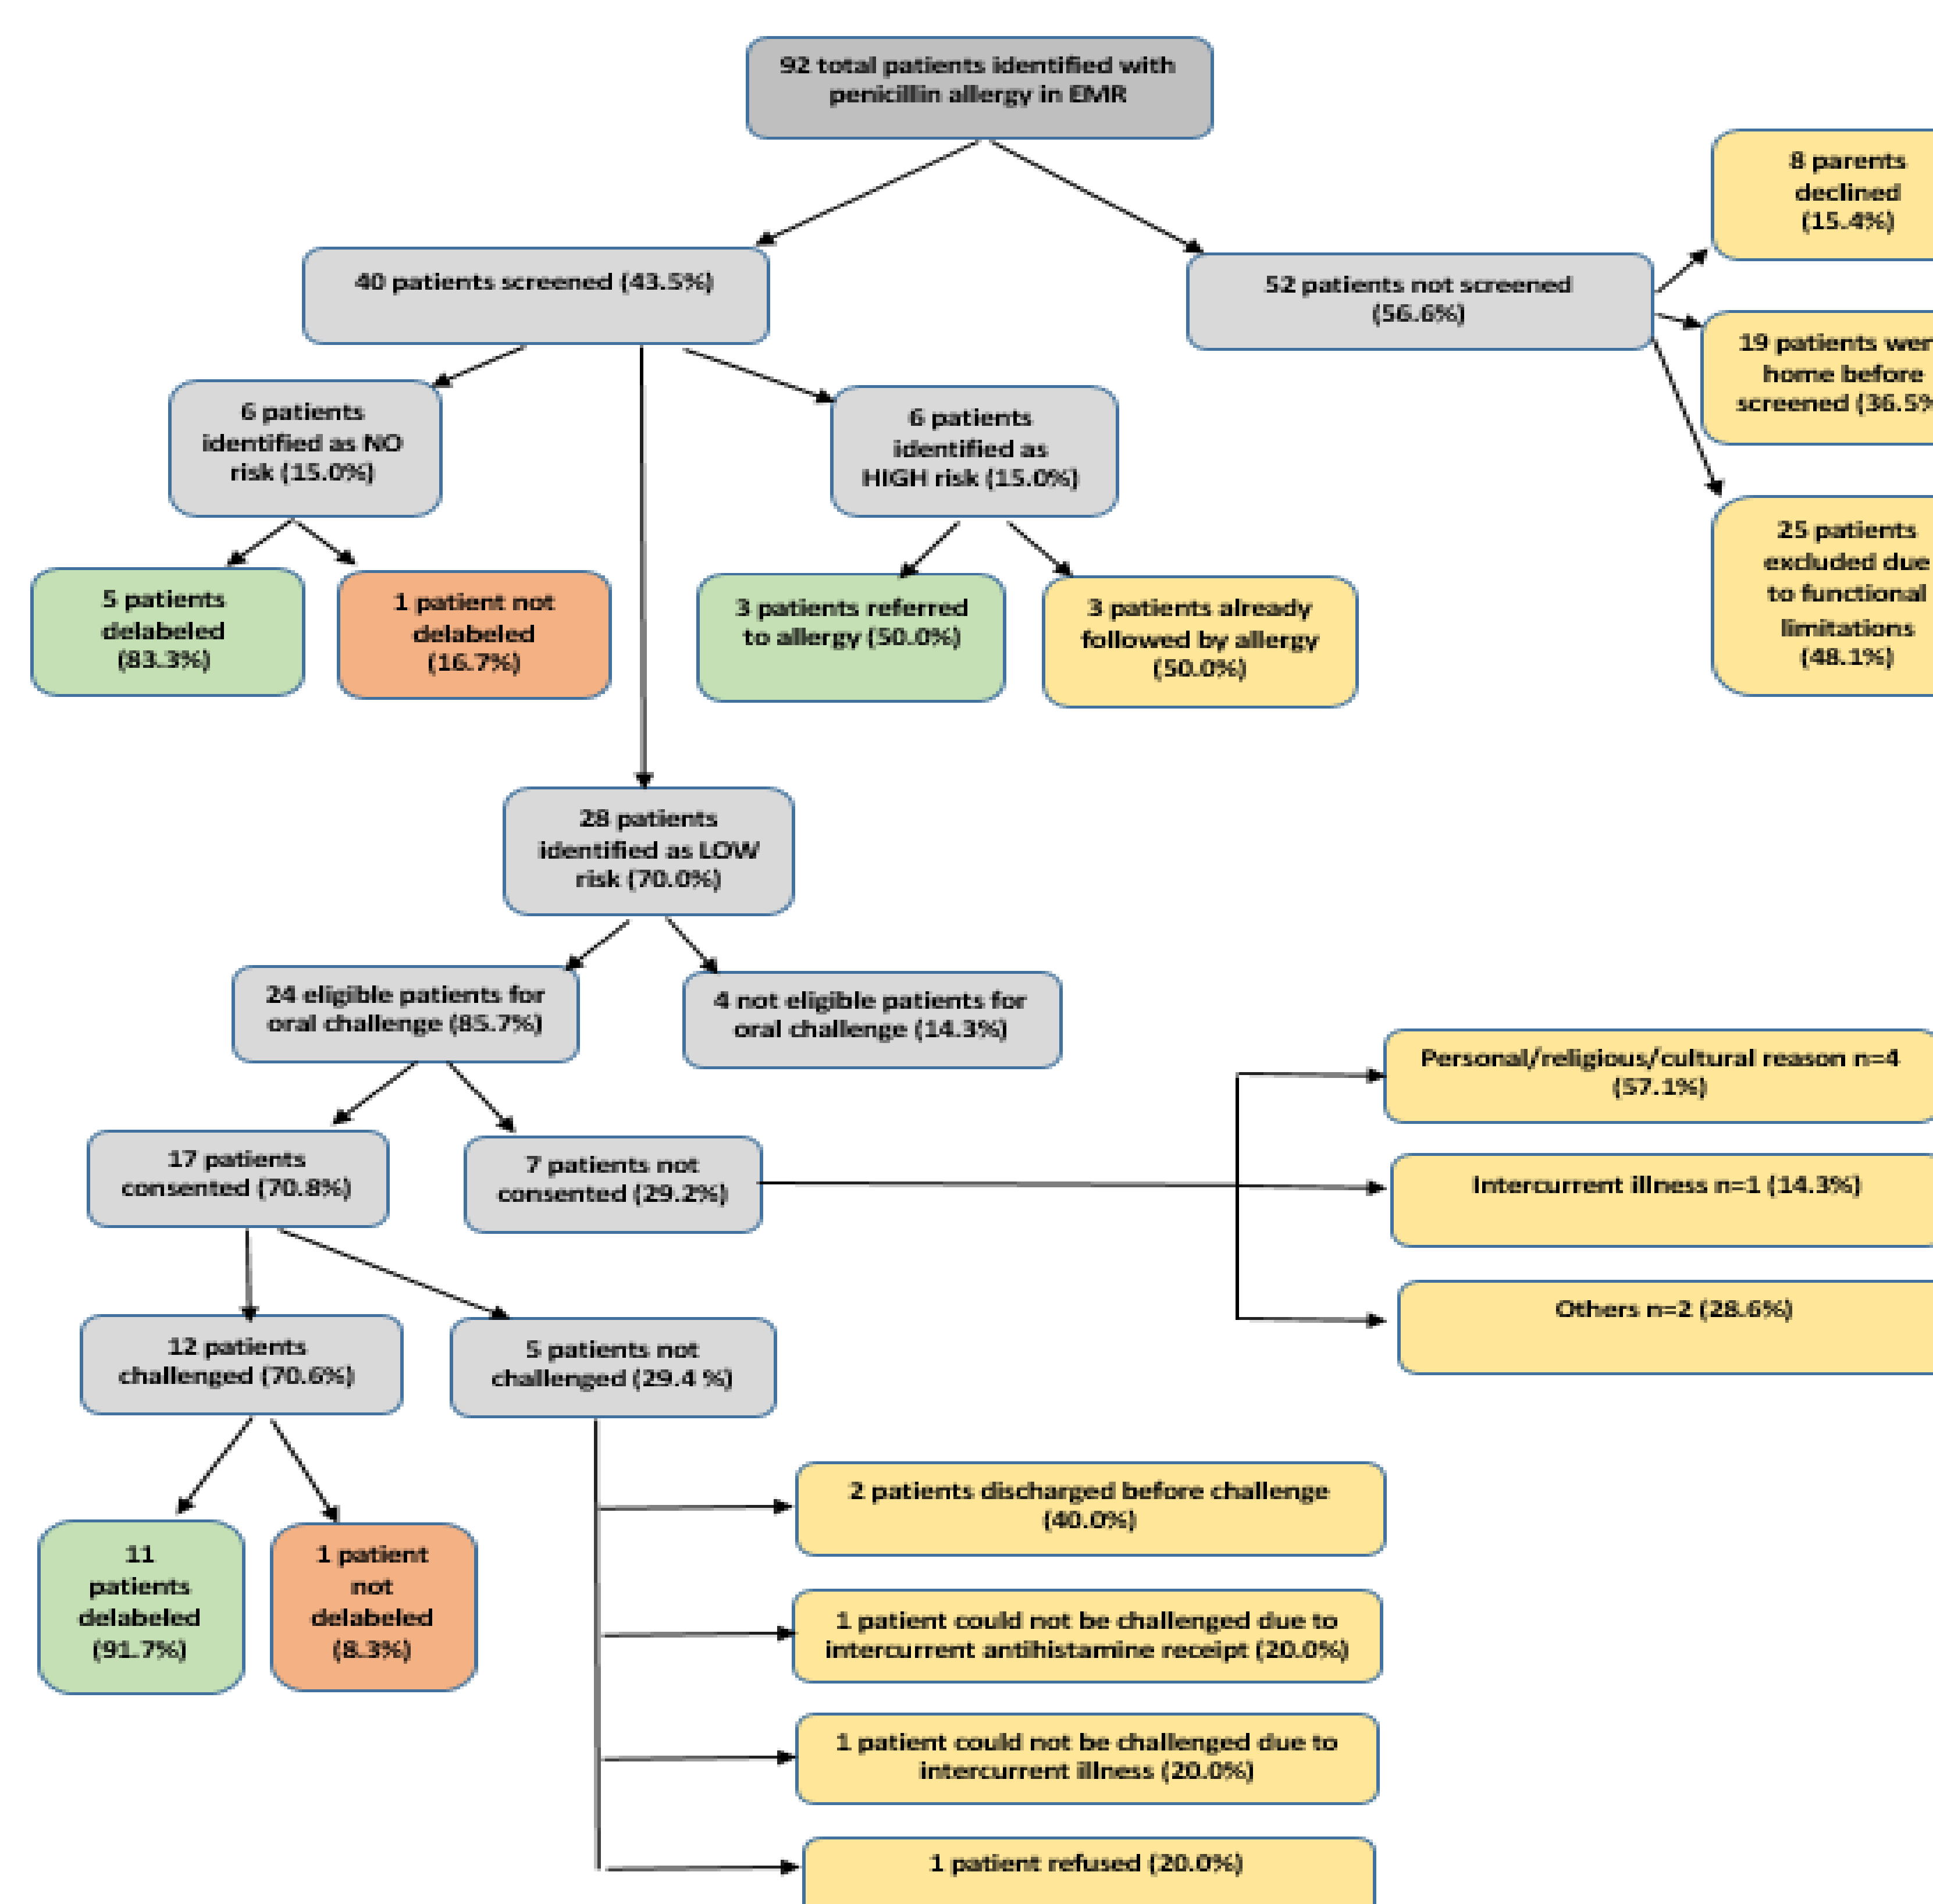 92 total patients identified with
penicillin allergy in EMR
8 parents
declined
(15.4%)
40 patients screened (43.5%)
52 patients not screened
(56.6%)
19 patients
home before
screened (36.5%
6 patients
identified as NO
risk (15.0%)
6 patients
identified as
HIGH risk (15.0%)
25 patients
excluded due
to functional
limitations
(48.1%)
5 patients
delabeled
(83.3%)
1 patient not
delabeled
(16.7%)
3 patients referred
to allergy (50.0%)
3 patients already
followed by allergy
(50.0%)
28 patients
identified as LOW
risk (70.0%)
24 eligible patients for
oral challenge (85.7%)
4 not eligible patients for
oral challenge (14.3%)
Personal/religious/cultural reason n=4
(57.1%)
17 patients
consented (70.8%)
7 patients not
consented (29.2%)
Intercurrent illness n=1 (14.3%)
Others n=2 (28.6%)
12 patients
challenged (70.6%)
5 patients not
challenged (29.4 %)
2 patients discharged before challenge
(40.0%)
11
patients
delabeled
(91.7%)
1 patient
not
delabeled
(8.3%)
1 patient could not be challenged due to
intercurrent antihistamine receipt (20.0%)
1 patient could not be challenged due to
intercurrent illness (20.0%)
1 patient refused (20.0%)